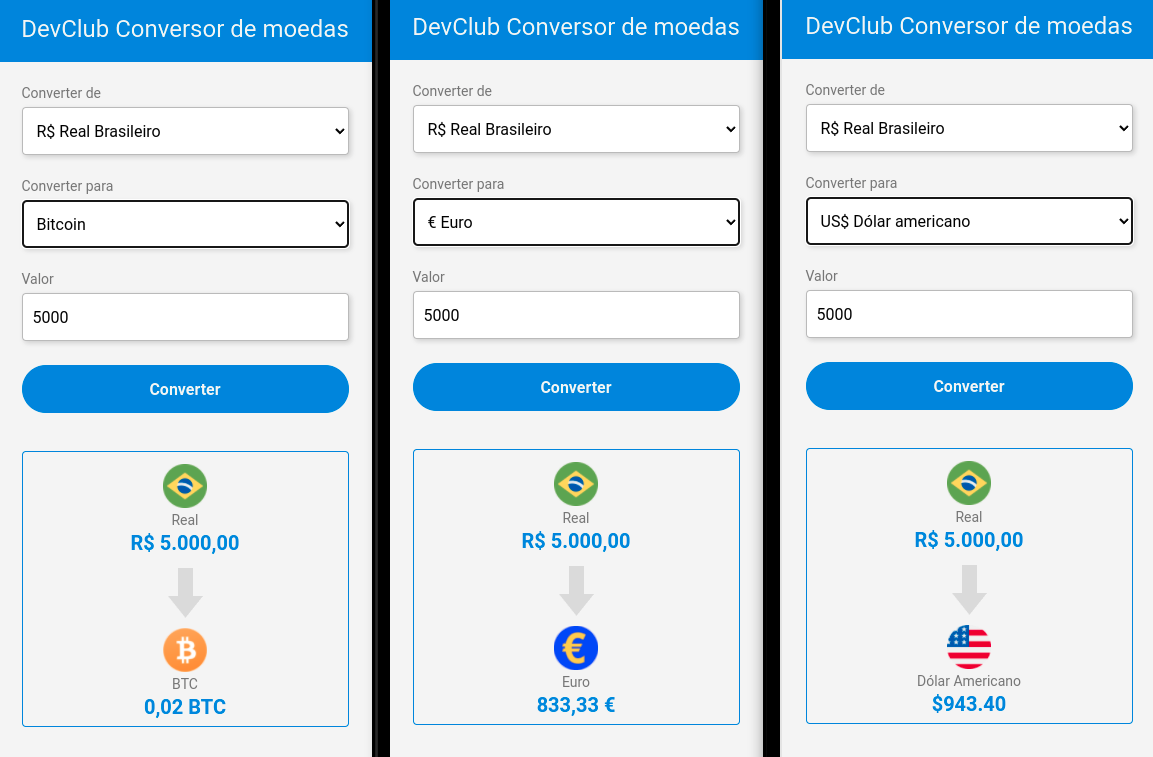 DevClub Conversor de moedas
Converter de
R$ Real Brasileiro
Converter para
Bitcoin
Valor
5000
Converter
Real
R$ 5.000,00
BTC
0,02 BTC
DevClub Conversor de moedas
Converter de
R$ Real Brasileiro
Converter para
€ Euro
Valor
5000
Converter
Real
R$ 5.000,00
€
Euro
833,33 €
DevClub Conversor de moedas
Converter de
R$ Real Brasileiro
Converter para
US$ Dólar americano
Valor
5000
Converter
Real
R$ 5.000,00
Dólar Americano
$943.40